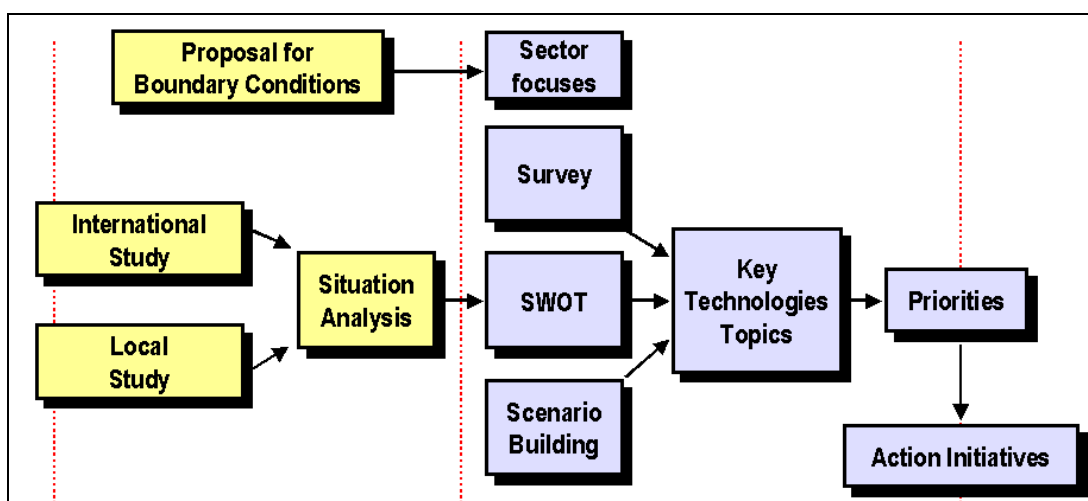 Proposal for
Boundary Conditions
Sector
focuses
Survey
International
Study
Situation
Analysis
SWOT
Key
Technologies
Topics
Priorities
Local
Study
Scenario
Building
Action Initiatives